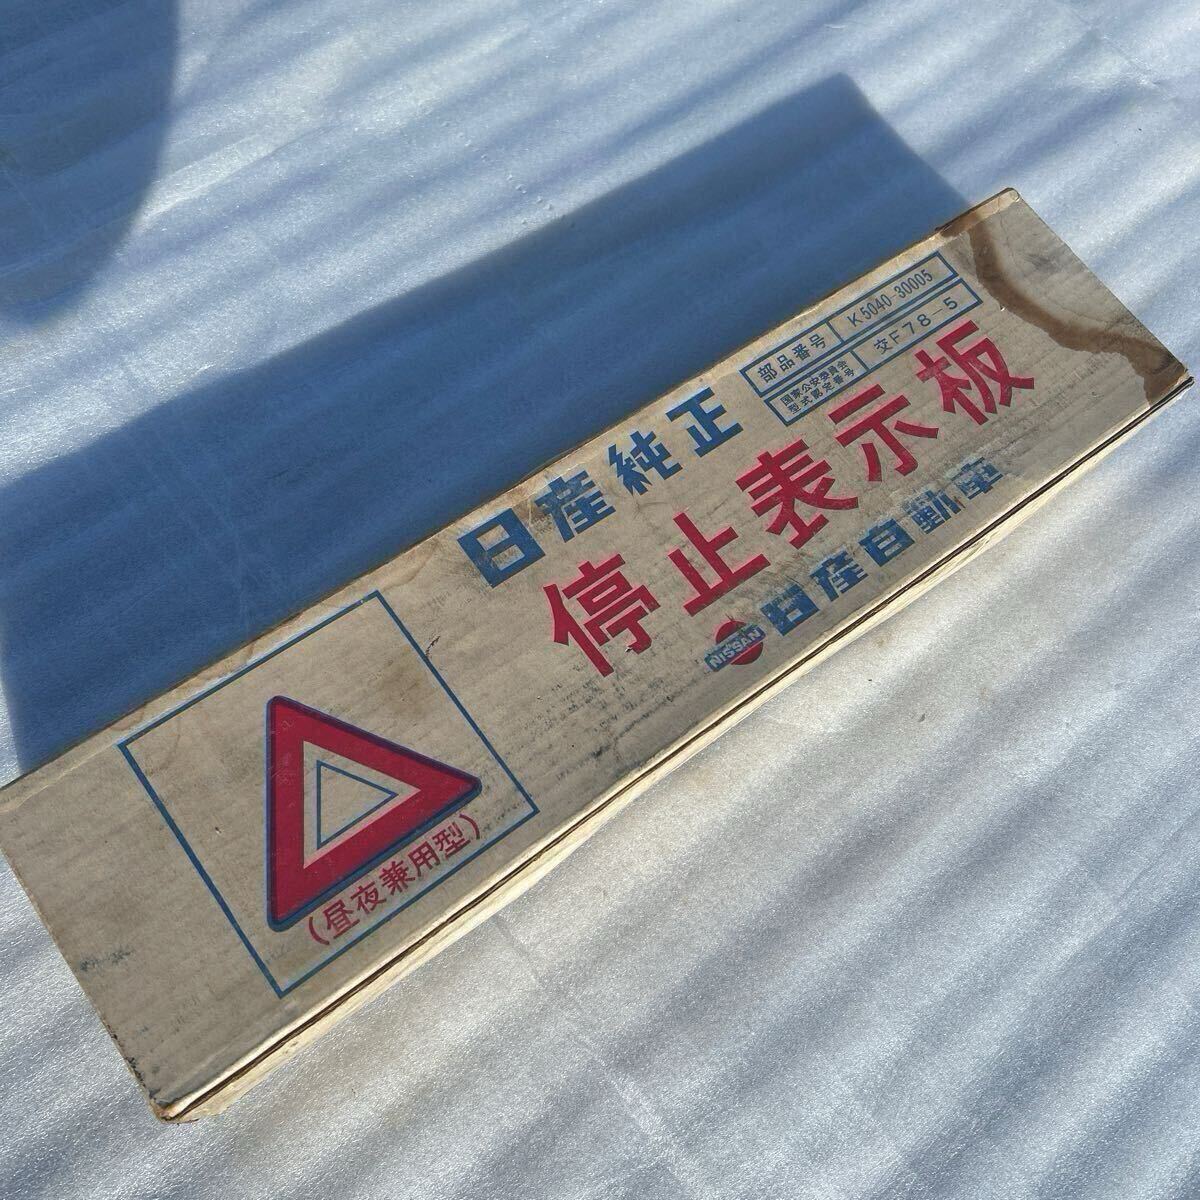 部品番号 K5040-30005
国家公安委員会
型式認定番号 交F78-5
日産純正
停止表示板
NISSAN 日産自動車
(昼夜兼用型)